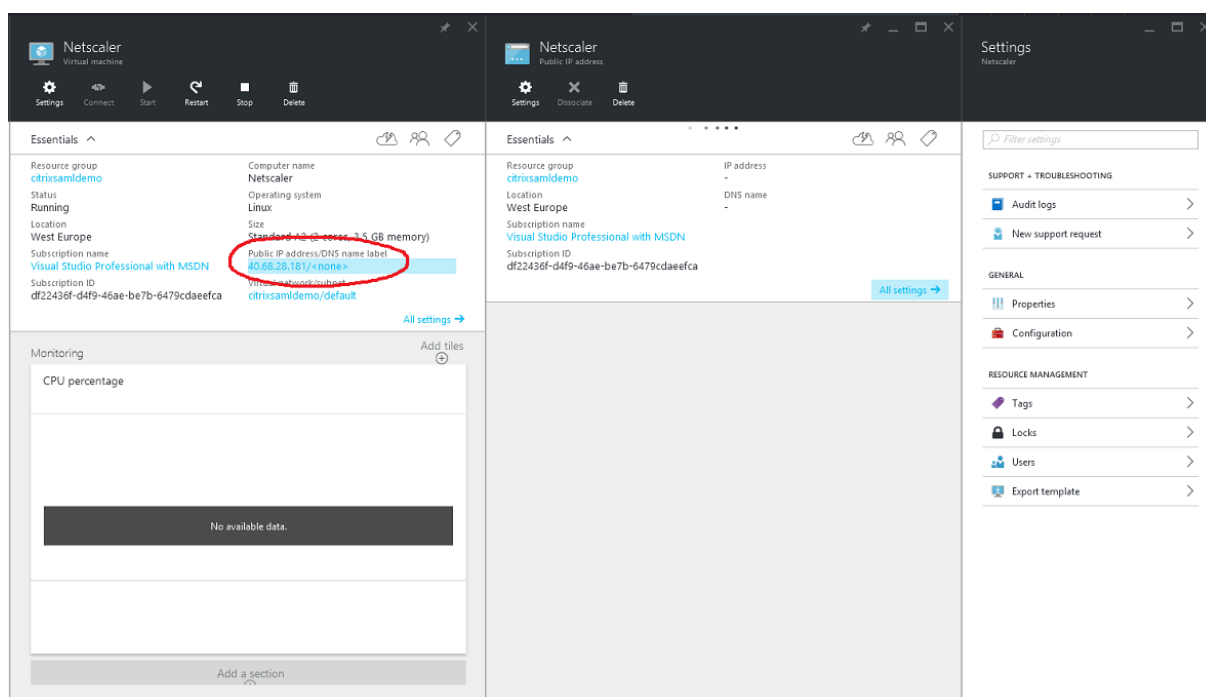 Netscaler
Virtual machine
Settings Connect Start Restart Stop Delete
Essentials
Resource group
citrixsamldemo
Status
Running
Location
West Europe
Subscription name
Visual Studio Professional with MSDN
Subscription ID
df22436f-d4f9-46ae-be7b-6479cdaeefca
Computer name
Netscaler
Operating system
Linux
Size
Standard A2 (2 cores, 3.5 GB memory)
Public IP address/DNS name label
40.68.28.181/<none>
Virtual network/subnet
citrixsamldemo/default
All settings →
Monitoring
Add tiles
CPU percentage
No available data.
Add a section
Netscaler
Public IP address
Settings Dissociate Delete
Essentials
Resource group
citrixsamldemo
Location
West Europe
Subscription name
Visual Studio Professional with MSDN
Subscription ID
df22436f-d4f9-46ae-be7b-6479cdaeefca
IP address
-
DNS name
-
All settings →
Settings
Netscaler
Filter settings
SUPPORT + TROUBLESHOOTING
Audit logs
New support request
GENERAL
Properties
Configuration
RESOURCE MANAGEMENT
Tags
Locks
Users
Export template